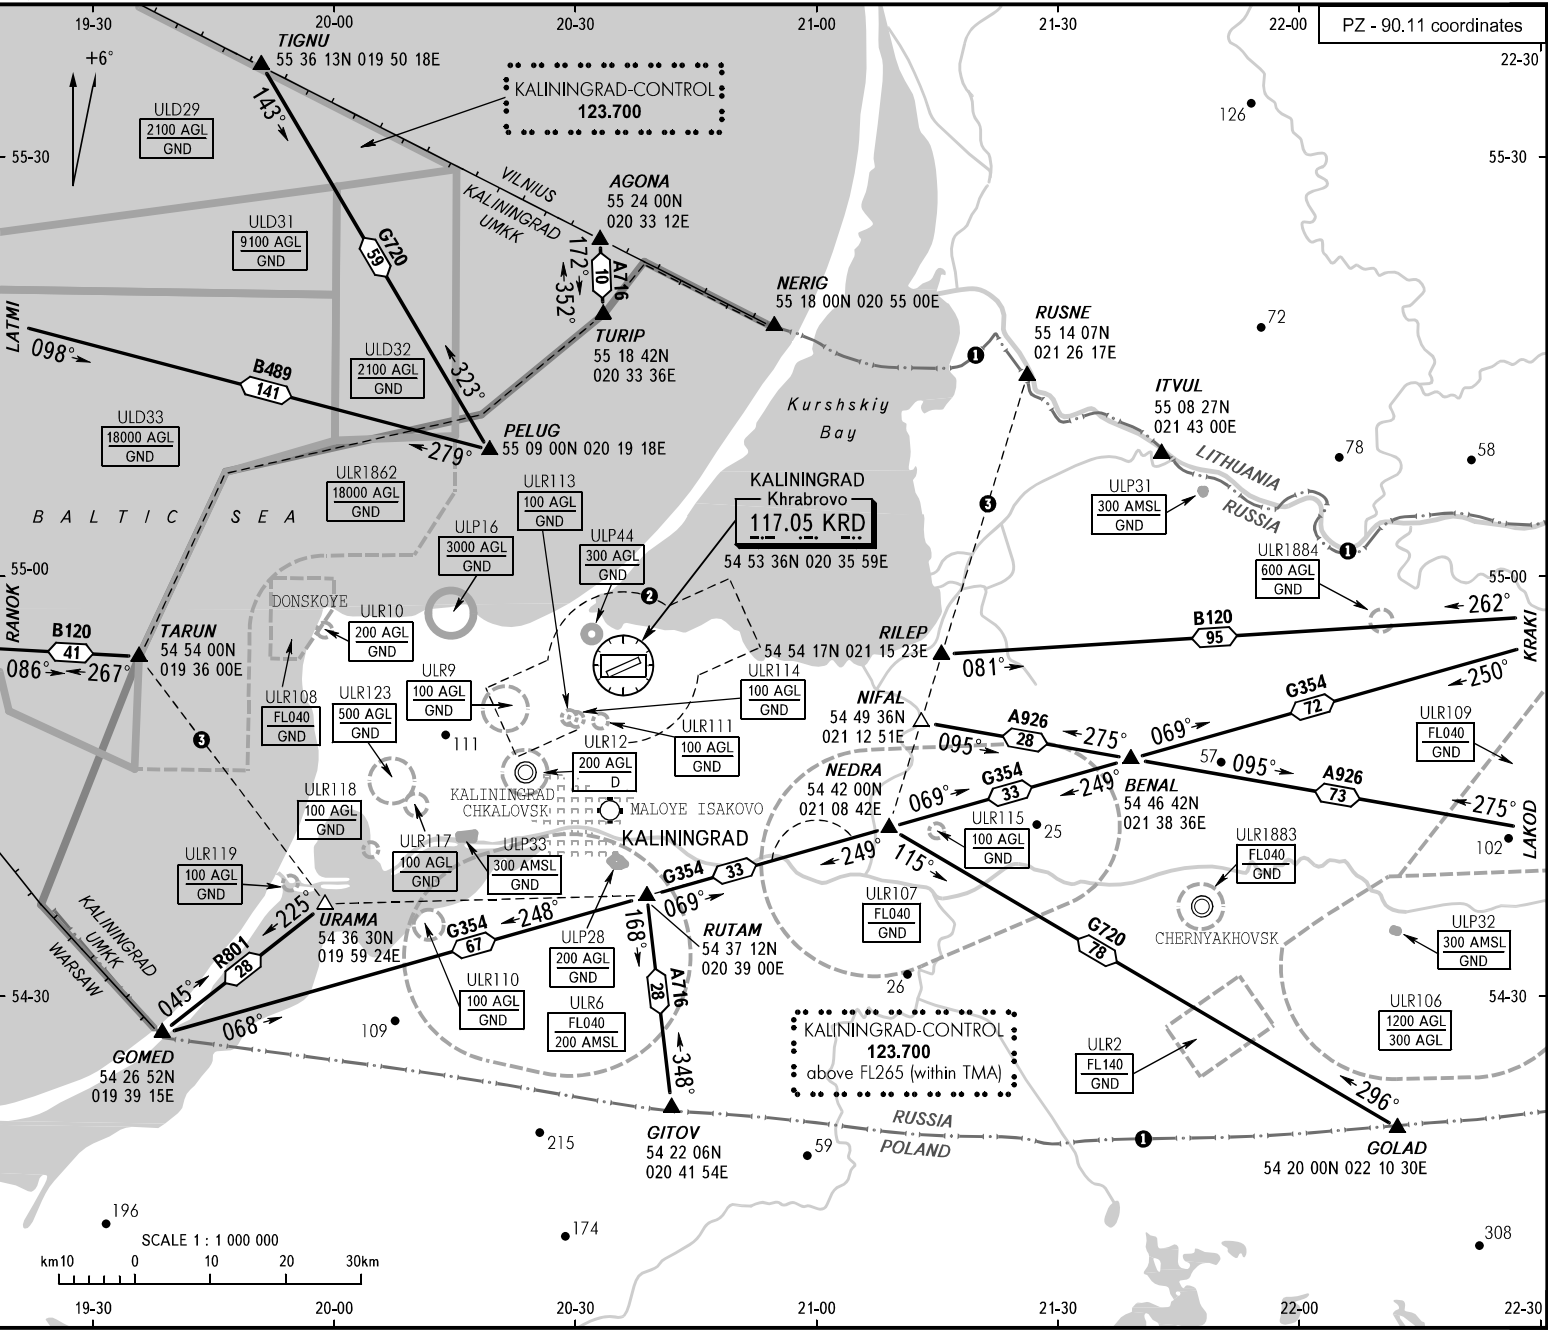 19-30
20-00
20-30
21-00
21-30
22-00
PZ - 90.11 coordinates
22-30
+6°
TIGNU
55 36 13N 019 50 18E
143°
KALININGRAD-CONTROL
123.700
126
ULD29
2100 AGL
GND
55-30
55-30
VILNIUS
KALININGRAD
UMKK
AGONA
55 24 00N
020 33 12E
ULD31
9100 AGL
GND
G720
59
172°
352°
A716
10
NERIG
55 18 00N 020 55 00E
RUSNE
55 14 07N
021 26 17E
72
LATMI
098°
B489
141
ULD32
2100 AGL
GND
323°
TURIP
55 18 42N
020 33 36E
1
ITVUL
55 08 27N
021 43 00E
Kurshskiy
Bay
ULD33
18000 AGL
GND
279°
PELUG
55 09 00N 020 19 18E
LITHUANIA
RUSSIA
78
58
ULR1862
18000 AGL
GND
ULR113
100 AGL
GND
KALININGRAD
Khrabrovo
117.05 KRD
54 53 36N 020 35 59E
3
ULP31
300 AMSL
GND
BALTIC SEA
ULP16
3000 AGL
GND
ULP44
300 AGL
GND
ULR1884
600 AGL
GND
1
55-00
55-00
DONSKOYE
ULR10
200 AGL
GND
2
RANOK
B120
41
086°
267°
TARUN
54 54 00N
019 36 00E
RILEP
54 54 17N 021 15 23E
081°
B120
95
262°
KRAKI
250°
ULR9
100 AGL
GND
ULR114
100 AGL
GND
ULR108
FL040
GND
ULR123
500 AGL
GND
111
NIFAL
54 49 36N
021 12 51E
A926
28
095°
275°
069°
G354
72
ULR109
FL040
GND
3
ULR12
200 AGL
D
ULR111
100 AGL
GND
57
095°
A926
73
275°
LAKOD
102
ULR118
100 AGL
GND
KALININGRAD
CHKALOVSK
MALOYE ISAKOVO
NEDRA
54 42 00N
021 08 42E
069°
G354
33
249°
BENAL
54 46 42N
021 38 36E
ULR117
100 AGL
GND
ULP33
300 AMSL
GND
KALININGRAD
ULR115
100 AGL
GND
25
ULR1883
FL040
GND
ULR119
100 AGL
GND
G354
33
069°
249°
115°
ULR107
FL040
GND
225°
URAMA
54 36 30N
019 59 24E
G354
67
248°
168°
RUTAM
54 37 12N
020 39 00E
CHERNYAKHOVSK
ULP32
300 AMSL
GND
KALININGRAD
UMKK
WARSAW
R801
28
045°
ULP28
200 AGL
GND
A716
28
G720
78
54-30
54-30
068°
109
ULR110
100 AGL
GND
ULR6
FL040
200 AMSL
26
KALININGRAD-CONTROL
123.700
above FL265 (within TMA)
ULR2
FL140
GND
ULR106
1200 AGL
300 AGL
GOMED
54 26 52N
019 39 15E
348°
296°
RUSSIA
POLAND
1
215
GITOV
54 22 06N
020 41 54E
59
GOLAD
54 20 00N 022 10 30E
196
174
308
SCALE 1 : 1 000 000
km10
0
10
20
30km
19-30
20-00
20-30
21-00
21-30
22-00
22-30